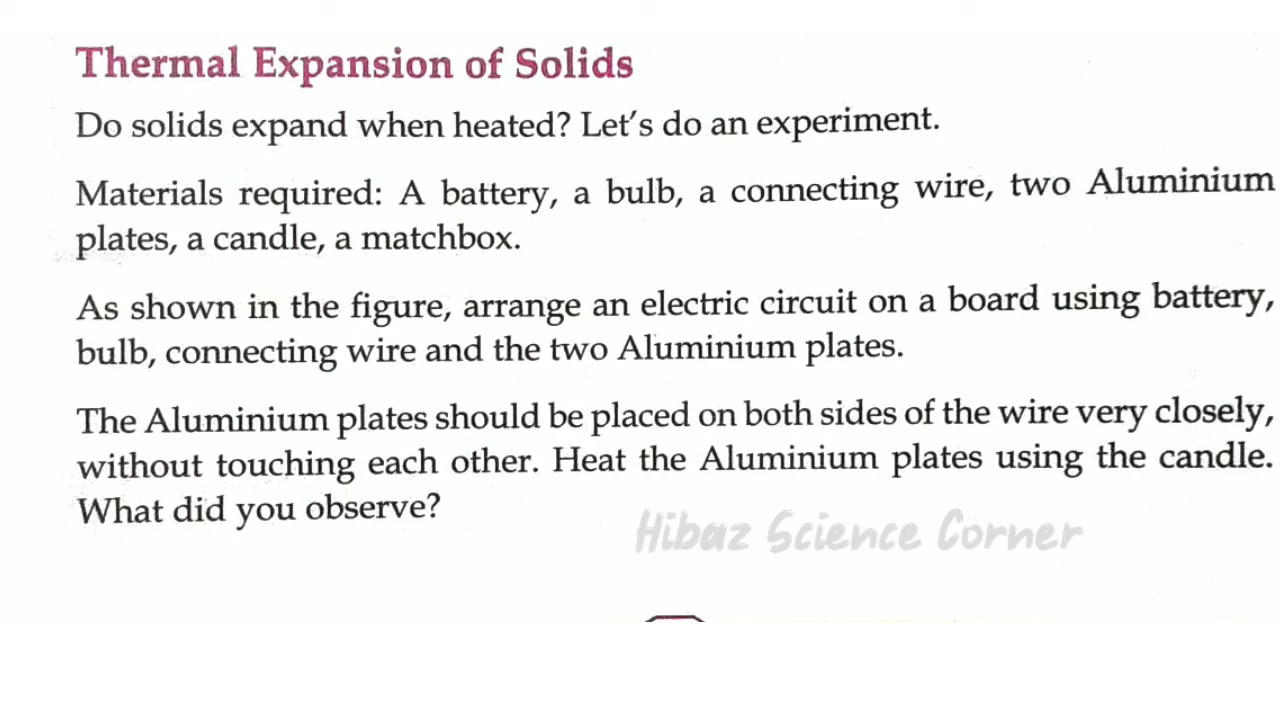 Thermal Expansion of Solids
Do solids expand when heated? Let's do an experiment.
Materials required: A battery, a bulb, a connecting wire, two Aluminium
plates, a candle, a matchbox.
As shown in the figure, arrange an electric circuit on a board using battery,
bulb, connecting wire and the two Aluminium plates.
The Aluminium plates should be placed on both sides of the wire very closely,
without touching each other. Heat the Aluminium plates using the candle.
What did you observe?
Hibaz Science Corner